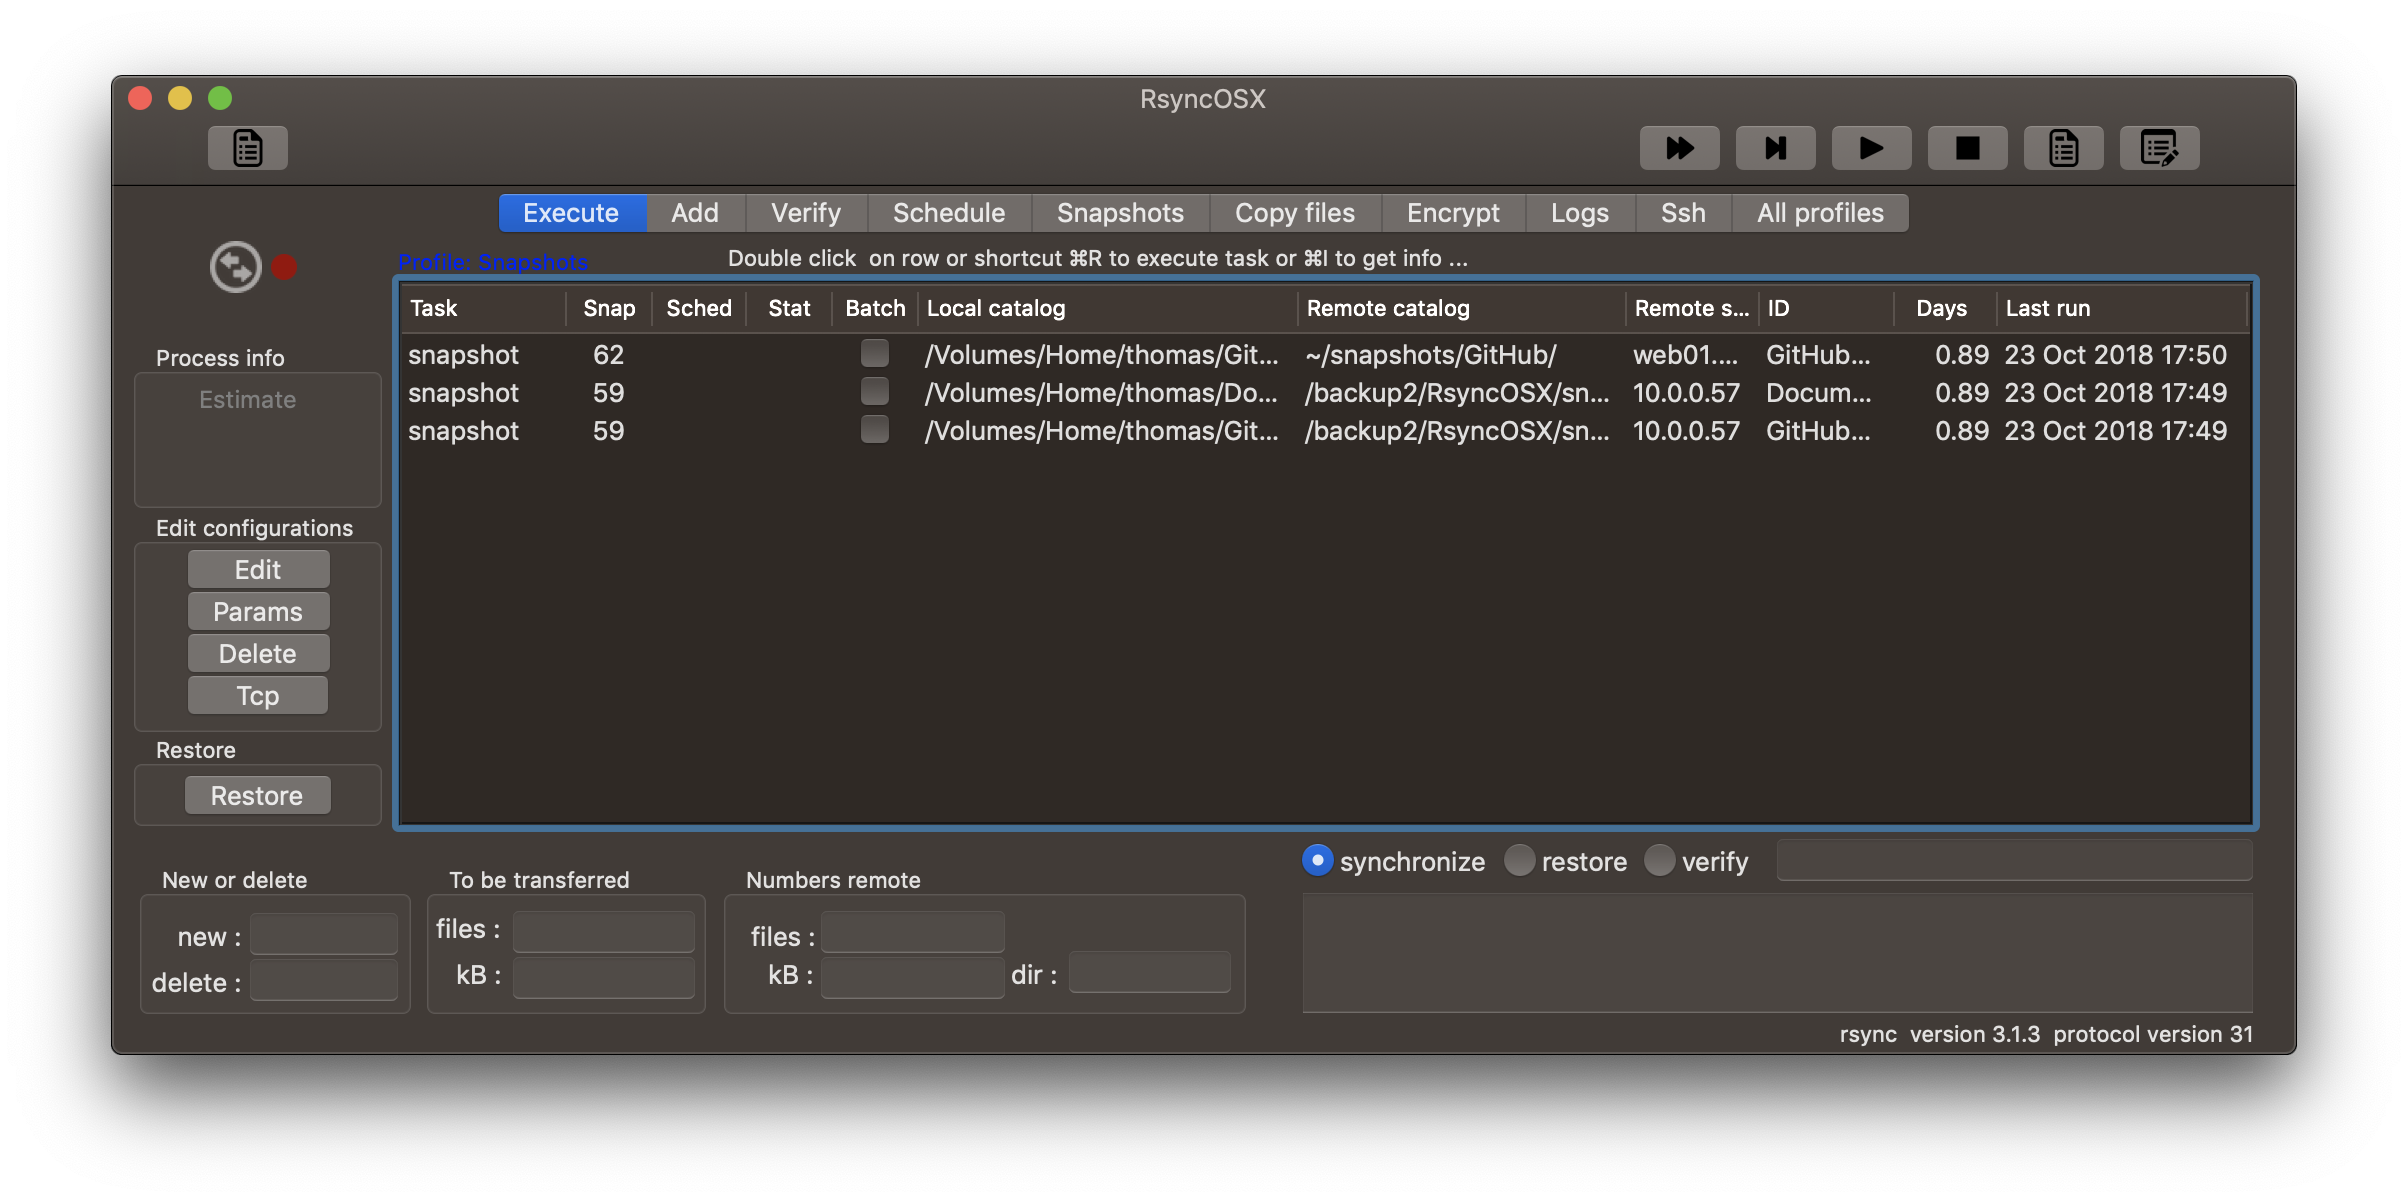 RsyncOSX
Execute Add Verify Schedule Snapshots Copy files Encrypt Logs Ssh All profiles
Profile: Snapshots Double click on row or shortcut ⌘R to execute task or ⌘I to get info ...
Task Snap Sched Stat Batch Local catalog Remote catalog Remote s... ID Days Last run
snapshot 62 /Volumes/Home/thomas/Git... ~/snapshots/GitHub/ web01.... GitHub... 0.89 23 Oct 2018 17:50
snapshot 59 /Volumes/Home/thomas/Do... /backup2/RsyncOSX/sn... 10.0.0.57 Docum... 0.89 23 Oct 2018 17:49
snapshot 59 /Volumes/Home/thomas/Git... /backup2/RsyncOSX/sn... 10.0.0.57 GitHub... 0.89 23 Oct 2018 17:49
Process info
Estimate
Edit configurations
Edit
Params
Delete
Tcp
Restore
Restore
synchronize restore verify
New or delete
new :
delete :
To be transferred
files :
kB :
Numbers remote
files :
kB : dir :
rsync version 3.1.3 protocol version 31